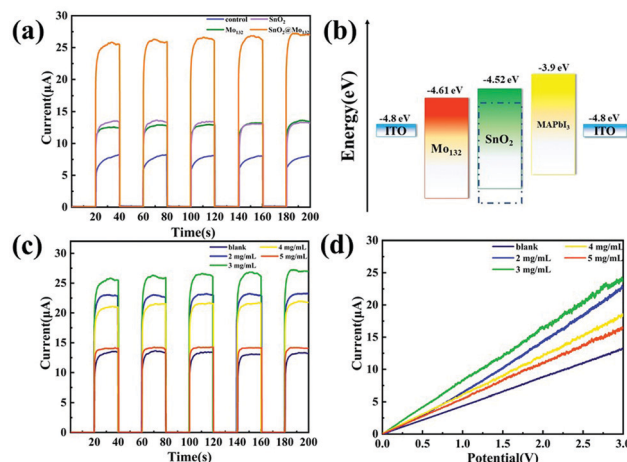 (a)
control
SnO₂
Mo₁₃₂
SnO₂@Mo₁₃₂
Current(μA)
30
25
20
15
10
5
0
20 40 60 80 100 120 140 160 180 200
Time(s)
(b)
Energy(eV)
-4.8 eV
ITO
-4.61 eV
Mo₁₃₂
-4.52 eV
SnO₂
-3.9 eV
MAPbI₃
-4.8 eV
ITO
(c)
blank
4 mg/mL
2 mg/mL
5 mg/mL
3 mg/mL
Current(μA)
30
25
20
15
10
5
0
20 40 60 80 100 120 140 160 180 200
Time(s)
(d)
blank
4 mg/mL
2 mg/mL
5 mg/mL
3 mg/mL
Current(μA)
30
25
20
15
10
5
0
0.0 0.5 1.0 1.5 2.0 2.5 3.0
Potential(V)